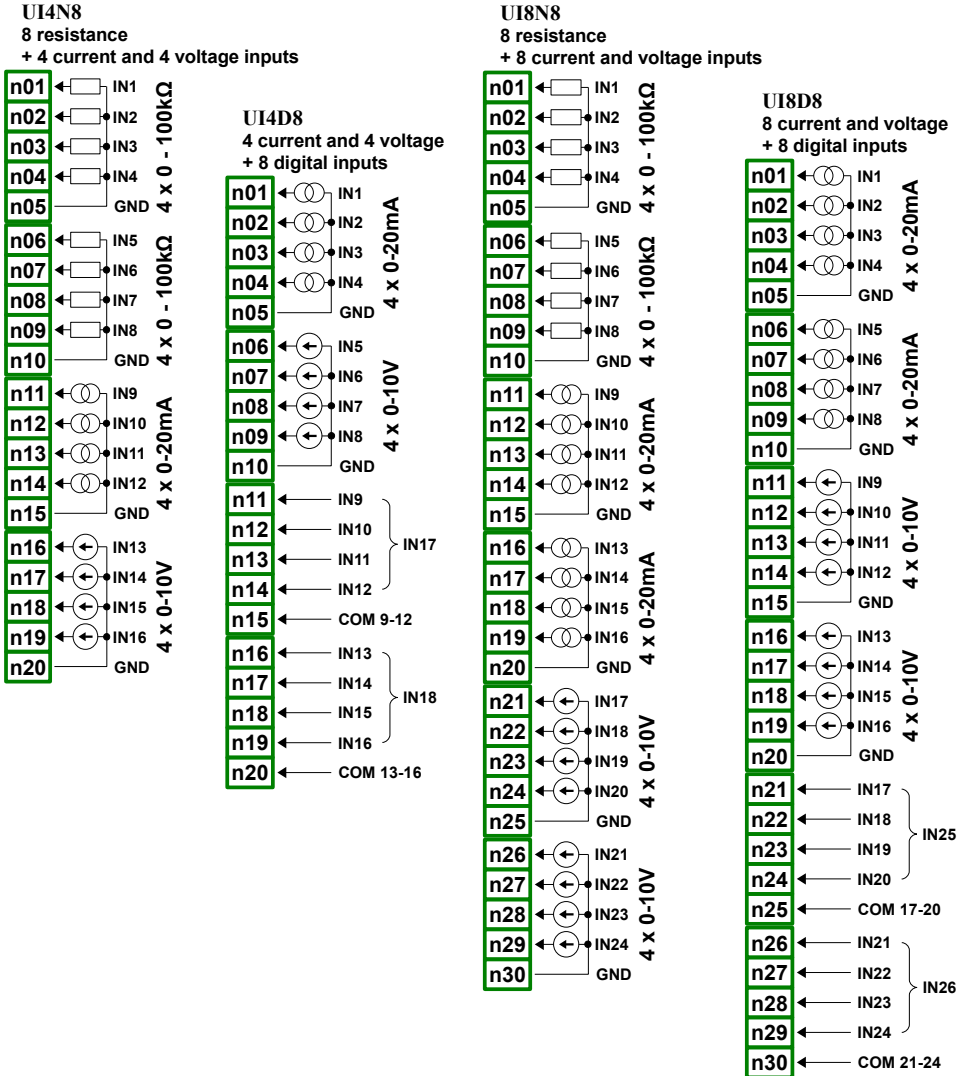 UI4N8
8 resistance
+ 4 current and 4 voltage inputs
n01 IN1
n02 IN2
n03 IN3
n04 IN4
n05 GND
4 x 0 - 100kΩ
n06 IN5
n07 IN6
n08 IN7
n09 IN8
n10 GND
4 x 0 - 100kΩ
n11 IN9
n12 IN10
n13 IN11
n14 IN12
n15 GND
4 x 0-20mA
n16 IN13
n17 IN14
n18 IN15
n19 IN16
n20 GND
4 x 0-10V
UI4D8
4 current and 4 voltage
+ 8 digital inputs
n01 IN1
n02 IN2
n03 IN3
n04 IN4
n05 GND
4 x 0-20mA
n06 IN5
n07 IN6
n08 IN7
n09 IN8
n10 GND
4 x 0-10V
n11 IN9
n12 IN10
n13 IN11
n14 IN12
IN17
n15 COM 9-12
n16 IN13
n17 IN14
n18 IN15
n19 IN16
IN18
n20 COM 13-16
UI8N8
8 resistance
+ 8 current and voltage inputs
n01 IN1
n02 IN2
n03 IN3
n04 IN4
n05 GND
4 x 0 - 100kΩ
n06 IN5
n07 IN6
n08 IN7
n09 IN8
n10 GND
4 x 0 - 100kΩ
n11 IN9
n12 IN10
n13 IN11
n14 IN12
n15 GND
4 x 0-20mA
n16 IN13
n17 IN14
n18 IN15
n19 IN16
n20 GND
4 x 0-20mA
n21 IN17
n22 IN18
n23 IN19
n24 IN20
n25 GND
4 x 0-10V
n26 IN21
n27 IN22
n28 IN23
n29 IN24
n30 GND
4 x 0-10V
UI8D8
8 current and voltage
+ 8 digital inputs
n01 IN1
n02 IN2
n03 IN3
n04 IN4
n05 GND
4 x 0-20mA
n06 IN5
n07 IN6
n08 IN7
n09 IN8
n10 GND
4 x 0-20mA
n11 IN9
n12 IN10
n13 IN11
n14 IN12
n15 GND
4 x 0-10V
n16 IN13
n17 IN14
n18 IN15
n19 IN16
n20 GND
4 x 0-10V
n21 IN17
n22 IN18
n23 IN19
n24 IN20
IN25
n25 COM 17-20
n26 IN21
n27 IN22
n28 IN23
n29 IN24
IN26
n30 COM 21-24